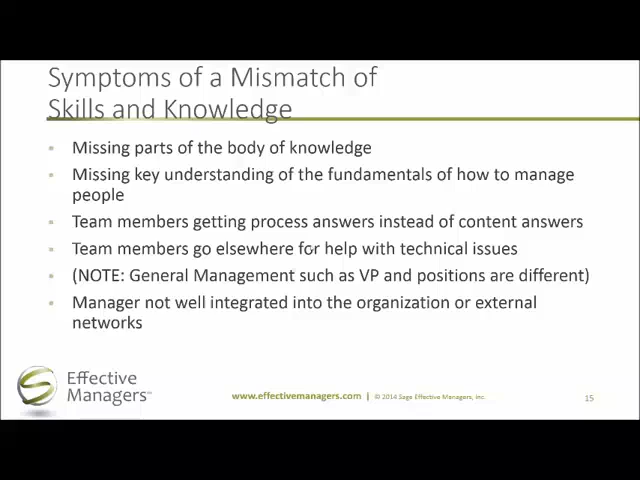 Symptoms of a Mismatch of
Skills and Knowledge
Missing parts of the body of knowledge
Missing key understanding of the fundamentals of how to manage
people
Team members getting process answers instead of content answers
Team members go elsewhere for help with technical issues
(NOTE: General Management such as VP and positions are different)
Manager not well integrated into the organization or external
networks
Effective
Managers™
www.effectivemanagers.com | © 2014 Sage Effective Managers, Inc.
15